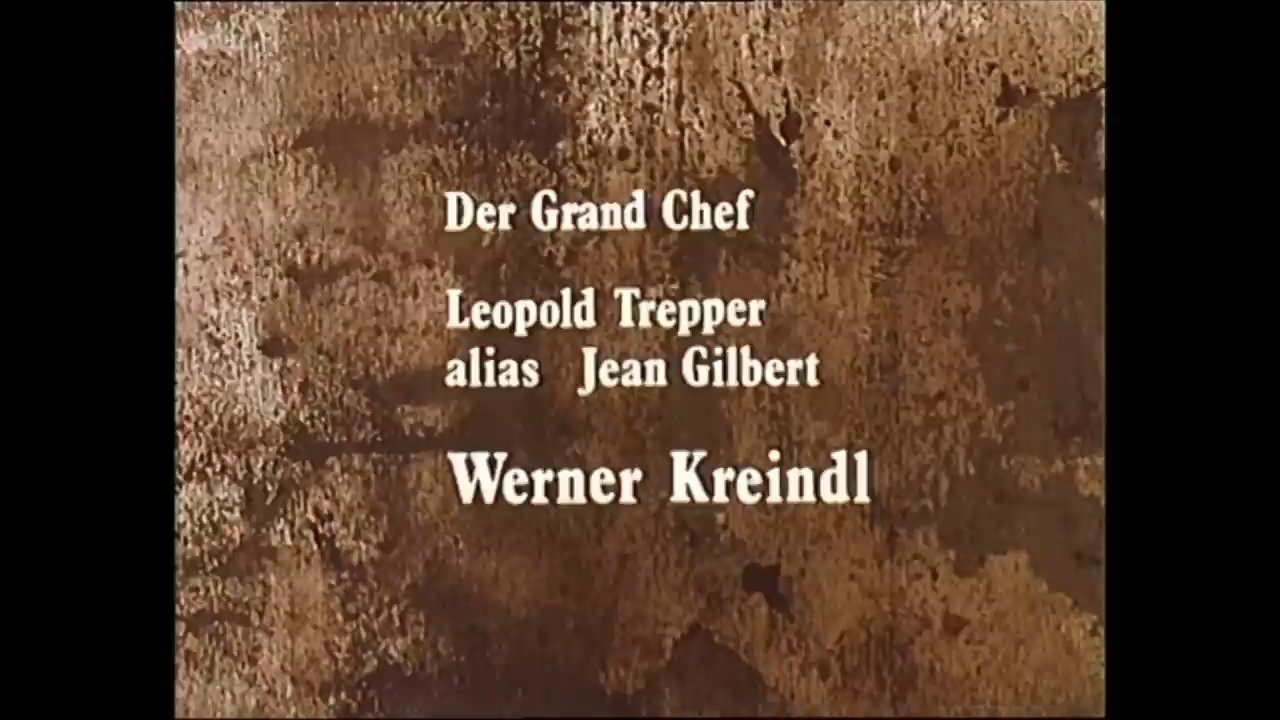 Der Grand Chef
Leopold Trepper
alias Jean Gilbert
Werner Kreindl